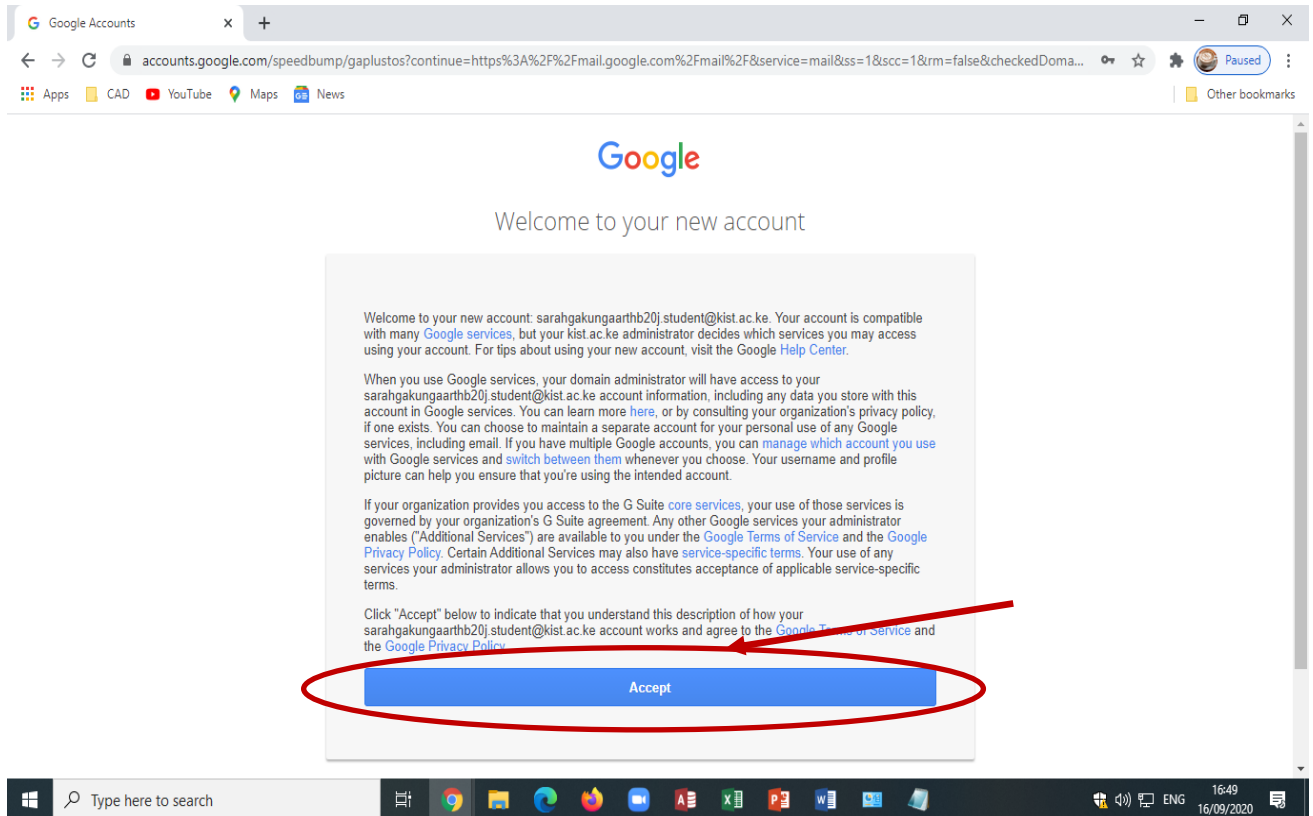 Google Accounts
accounts.google.com/speedbump/gaplustos?continue=https%3A%2F%2Fmail.google.com%2Fmail%2F&service=mail&ss=1&scc=1&rm=false&checkedDoma...
Paused
Apps CAD YouTube Maps News Other bookmarks
Google
Welcome to your new account
Welcome to your new account: sarahgakungaarthb20j.student@kist.ac.ke. Your account is compatible
with many Google services, but your kist.ac.ke administrator decides which services you may access
using your account. For tips about using your new account, visit the Google Help Center.
When you use Google services, your domain administrator will have access to your
sarahgakungaarthb20j.student@kist.ac.ke account information, including any data you store with this
account in Google services. You can learn more here, or by consulting your organization's privacy policy,
if one exists. You can choose to maintain a separate account for your personal use of any Google
services, including email. If you have multiple Google accounts, you can manage which account you use
with Google services and switch between them whenever you choose. Your username and profile
picture can help you ensure that you're using the intended account.
If your organization provides you access to the G Suite core services, your use of those services is
governed by your organization's G Suite agreement. Any other Google services your administrator
enables ("Additional Services") are available to you under the Google Terms of Service and the Google
Privacy Policy. Certain Additional Services may also have service-specific terms. Your use of any
services your administrator allows you to access constitutes acceptance of applicable service-specific
terms.
Click "Accept" below to indicate that you understand this description of how your
sarahgakungaarthb20j.student@kist.ac.ke account works and agree to the Google Terms of Service and
the Google Privacy Policy.
Accept
Type here to search
ENG
16:49
16/09/2020